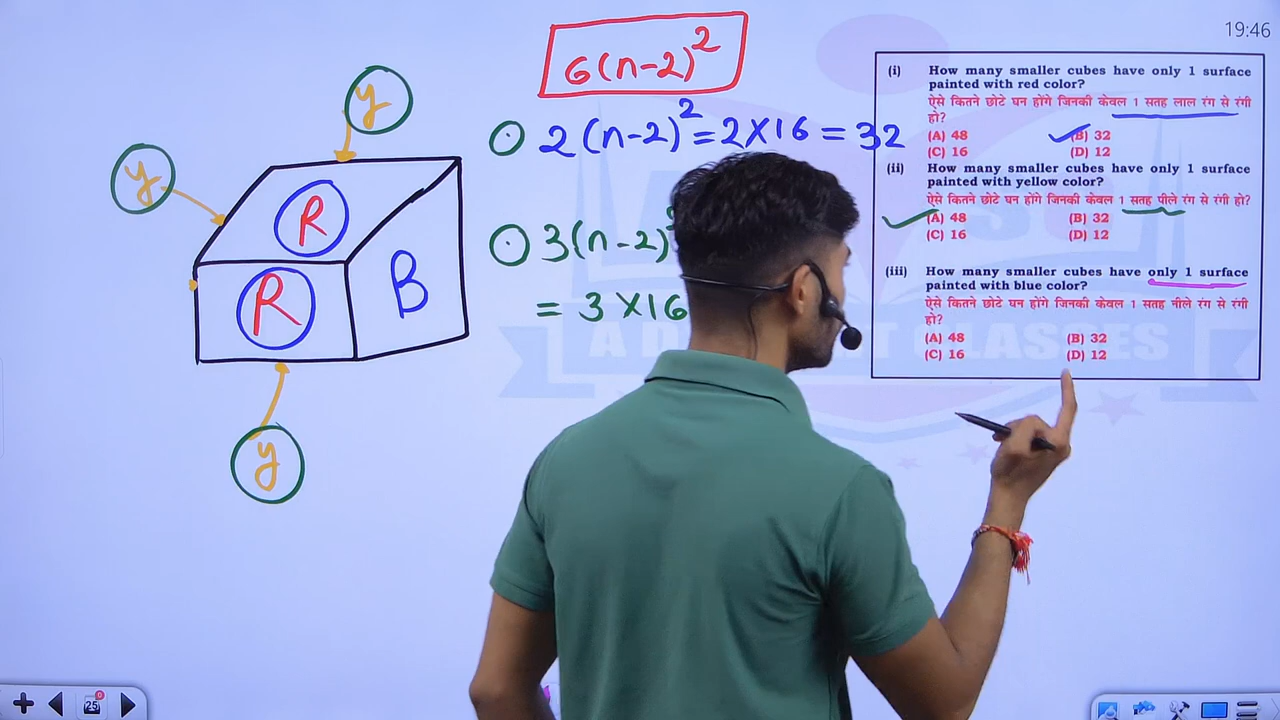 19:46
6(n-2)²
2(n-2)²=2×16=32
3(n-2)
= 3×16
y
y
R
R
B
y
(i) How many smaller cubes have only 1 surface
painted with red color?
ऐसे कितने छोटे घन होंगे जिनकी केवल 1 सतह लाल रंग से रंगी
हो?
(A) 48 (B) 32
(C) 16 (D) 12
(ii) How many smaller cubes have only 1 surface
painted with yellow color?
ऐसे कितने छोटे घन होंगे जिनकी केवल 1 सतह पीले रंग से रंगी हो?
(A) 48 (B) 32
(C) 16 (D) 12
(iii) How many smaller cubes have only 1 surface
painted with blue color?
ऐसे कितने छोटे घन होंगे जिनकी केवल 1 सतह नीले रंग से रंगी
हो?
(A) 48 (B) 32
(C) 16 (D) 12
25